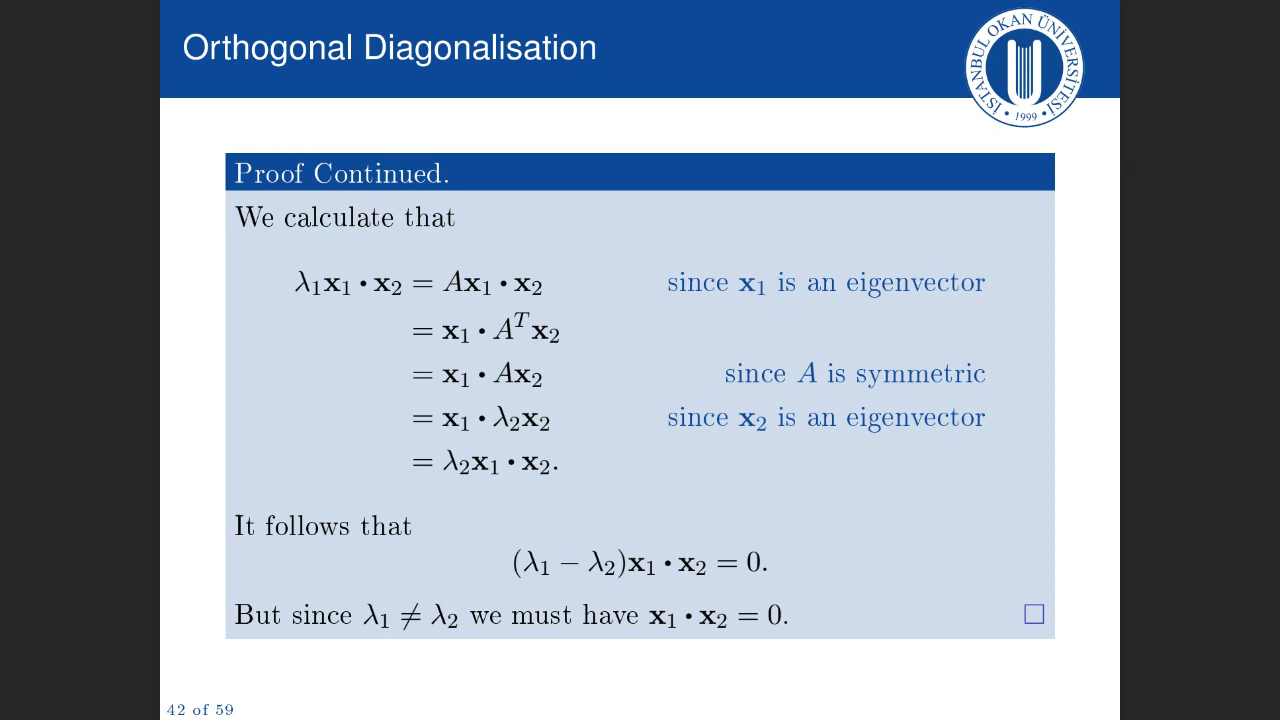 Orthogonal Diagonalisation
İSTANBUL OKAN ÜNİVERSİTESİ
• 1999 •
Proof Continued.
We calculate that
λ₁x₁ • x₂ = Ax₁ • x₂ since x₁ is an eigenvector
= x₁ • Aᵀx₂
= x₁ • Ax₂ since A is symmetric
= x₁ • λ₂x₂ since x₂ is an eigenvector
= λ₂x₁ • x₂.
It follows that
(λ₁ − λ₂)x₁ • x₂ = 0.
But since λ₁ ≠ λ₂ we must have x₁ • x₂ = 0. □
42 of 59